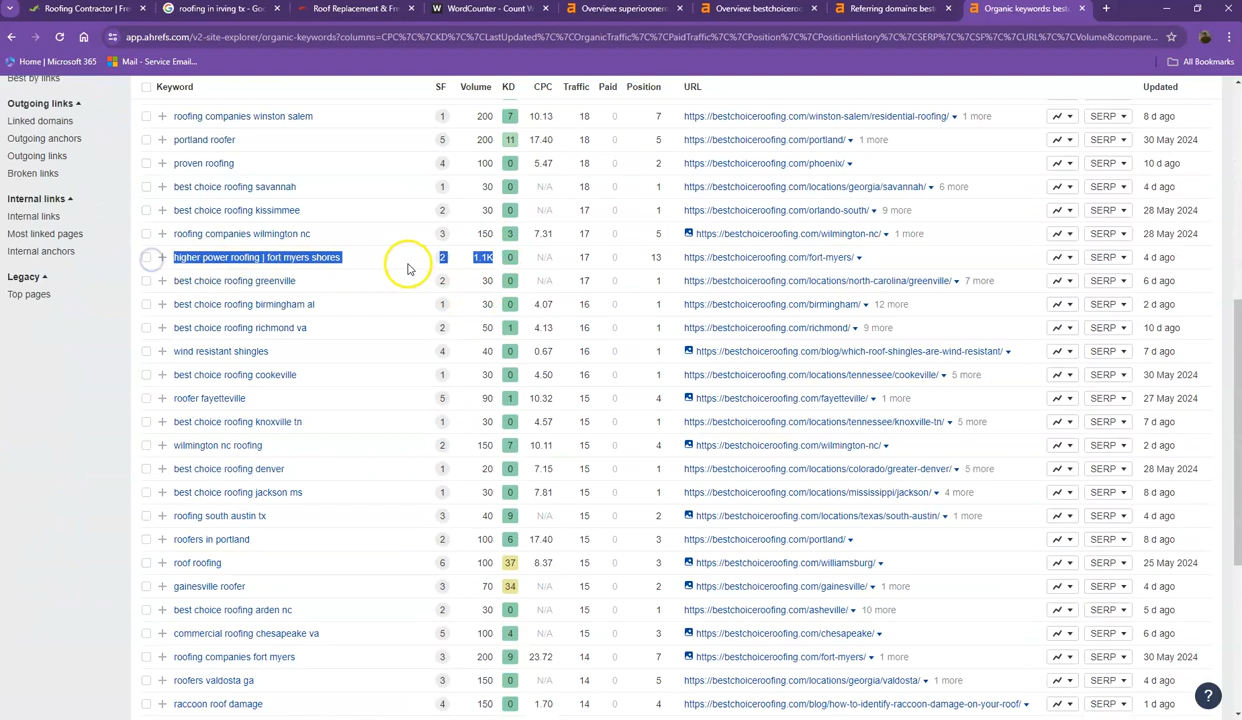 Roofing Contractor | Free
roofing in irving tx - Goo
Roof Replacement & Fre
WordCounter - Count W
Overview: superioronero
Overview: bestchoiceroo
Referring domains: best
Organic keywords: best
app.ahrefs.com/v2-site-explorer/organic-keywords?columns=CPC%7C%7CKD%7C%7CLastUpdated%7C%7COrganicTraffic%7C%7CPaidTraffic%7C%7CPosition%7C%7CPositionHistory%7C%7CSERP%7C%7CSF%7C%7CURL%7C%7CVolume&compare...
Home | Microsoft 365
Mail - Service Email...
All Bookmarks
Best by links
Outgoing links
Linked domains
Outgoing anchors
Outgoing links
Broken links
Internal links
Internal links
Most linked pages
Internal anchors
Legacy
Top pages
Keyword SF Volume KD CPC Traffic Paid Position URL Updated
roofing companies winston salem 1 200 7 10.13 18 0 7 https://bestchoiceroofing.com/winston-salem/residential-roofing/ 1 more SERP 8 d ago
portland roofer 5 200 11 17.40 18 0 5 https://bestchoiceroofing.com/portland/ 1 more SERP 30 May 2024
proven roofing 4 100 0 5.47 18 0 2 https://bestchoiceroofing.com/phoenix/ SERP 10 d ago
best choice roofing savannah 1 30 0 N/A 18 0 1 https://bestchoiceroofing.com/locations/georgia/savannah/ 6 more SERP 4 d ago
best choice roofing kissimmee 2 30 0 N/A 17 0 1 https://bestchoiceroofing.com/orlando-south/ 9 more SERP 28 May 2024
roofing companies wilmington nc 3 150 3 7.31 17 0 5 https://bestchoiceroofing.com/wilmington-nc/ 1 more SERP 28 May 2024
higher power roofing | fort myers shores 2 1.1K 0 N/A 17 0 13 https://bestchoiceroofing.com/fort-myers/ SERP 4 d ago
best choice roofing greenville 2 30 0 N/A 17 0 1 https://bestchoiceroofing.com/locations/north-carolina/greenville/ 7 more SERP 6 d ago
best choice roofing birmingham al 1 30 0 4.07 16 0 1 https://bestchoiceroofing.com/birmingham/ 12 more SERP 2 d ago
best choice roofing richmond va 2 50 1 4.13 16 0 1 https://bestchoiceroofing.com/richmond/ 9 more SERP 10 d ago
wind resistant shingles 4 40 0 0.67 16 0 1 https://bestchoiceroofing.com/blog/which-roof-shingles-are-wind-resistant/ SERP 7 d ago
best choice roofing cookeville 1 30 0 4.50 16 0 1 https://bestchoiceroofing.com/locations/tennessee/cookeville/ 5 more SERP 30 May 2024
roofer fayetteville 5 90 1 10.32 15 0 4 https://bestchoiceroofing.com/fayetteville/ 1 more SERP 27 May 2024
best choice roofing knoxville tn 1 30 0 4.57 15 0 1 https://bestchoiceroofing.com/locations/tennessee/knoxville-tn/ 5 more SERP 7 d ago
wilmington nc roofing 2 150 7 10.11 15 0 4 https://bestchoiceroofing.com/wilmington-nc/ SERP 2 d ago
best choice roofing denver 1 20 0 7.15 15 0 1 https://bestchoiceroofing.com/locations/colorado/greater-denver/ 5 more SERP 28 May 2024
best choice roofing jackson ms 1 30 0 7.81 15 0 1 https://bestchoiceroofing.com/locations/mississippi/jackson/ 4 more SERP 8 d ago
roofing south austin tx 3 40 9 N/A 15 0 2 https://bestchoiceroofing.com/locations/texas/south-austin/ 1 more SERP 4 d ago
roofers in portland 2 100 6 17.40 15 0 3 https://bestchoiceroofing.com/portland/ SERP 8 d ago
roof roofing 6 100 37 8.37 15 0 3 https://bestchoiceroofing.com/williamsburg/ SERP 25 May 2024
gainesville roofer 3 70 34 N/A 15 0 2 https://bestchoiceroofing.com/gainesville/ 1 more SERP 4 d ago
best choice roofing arden nc 2 30 0 N/A 15 0 1 https://bestchoiceroofing.com/asheville/ 10 more SERP 5 d ago
commercial roofing chesapeake va 5 100 4 N/A 15 0 3 https://bestchoiceroofing.com/chesapeake/ SERP 6 d ago
roofing companies fort myers 3 200 9 23.72 14 0 7 https://bestchoiceroofing.com/fort-myers/ 1 more SERP 30 May 2024
roofers valdosta ga 3 150 0 N/A 14 0 5 https://bestchoiceroofing.com/locations/georgia/valdosta/ 1 more SERP 4 d ago
raccoon roof damage 4 150 0 1.70 14 0 4 https://bestchoiceroofing.com/blog/how-to-identify-raccoon-damage-on-your-roof/ SERP 1 d ago
?